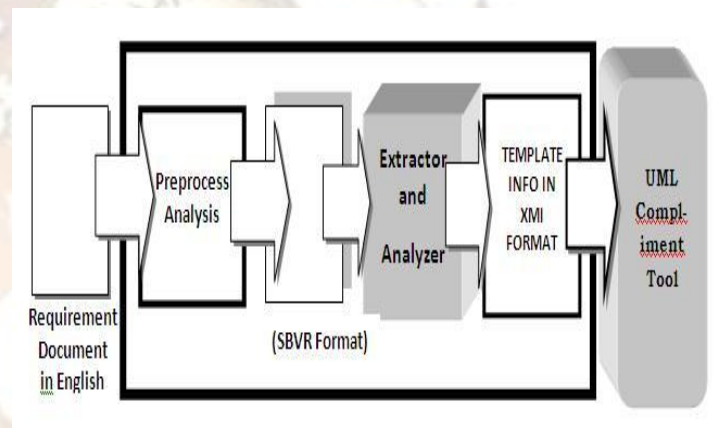 Requirement
Document
in English
Preprocess
Analysis
(SBVR Format)
Extractor
and
Analyzer
TEMPLATE
INFO IN
XMI
FORMAT
UML
Compl-
iment
Tool